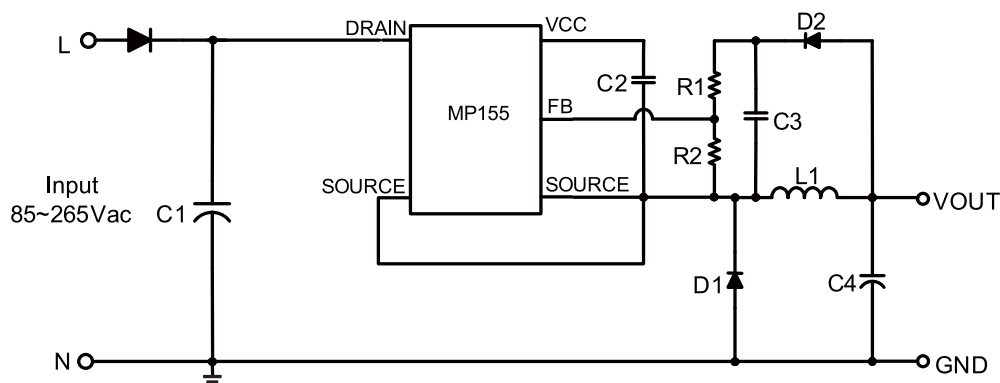 L
DRAIN
VCC
D2
C2
R1
MP155
FB
C3
R2
Input
85~265Vac
C1
SOURCE
SOURCE
L1
VOUT
D1
C4
N
GND